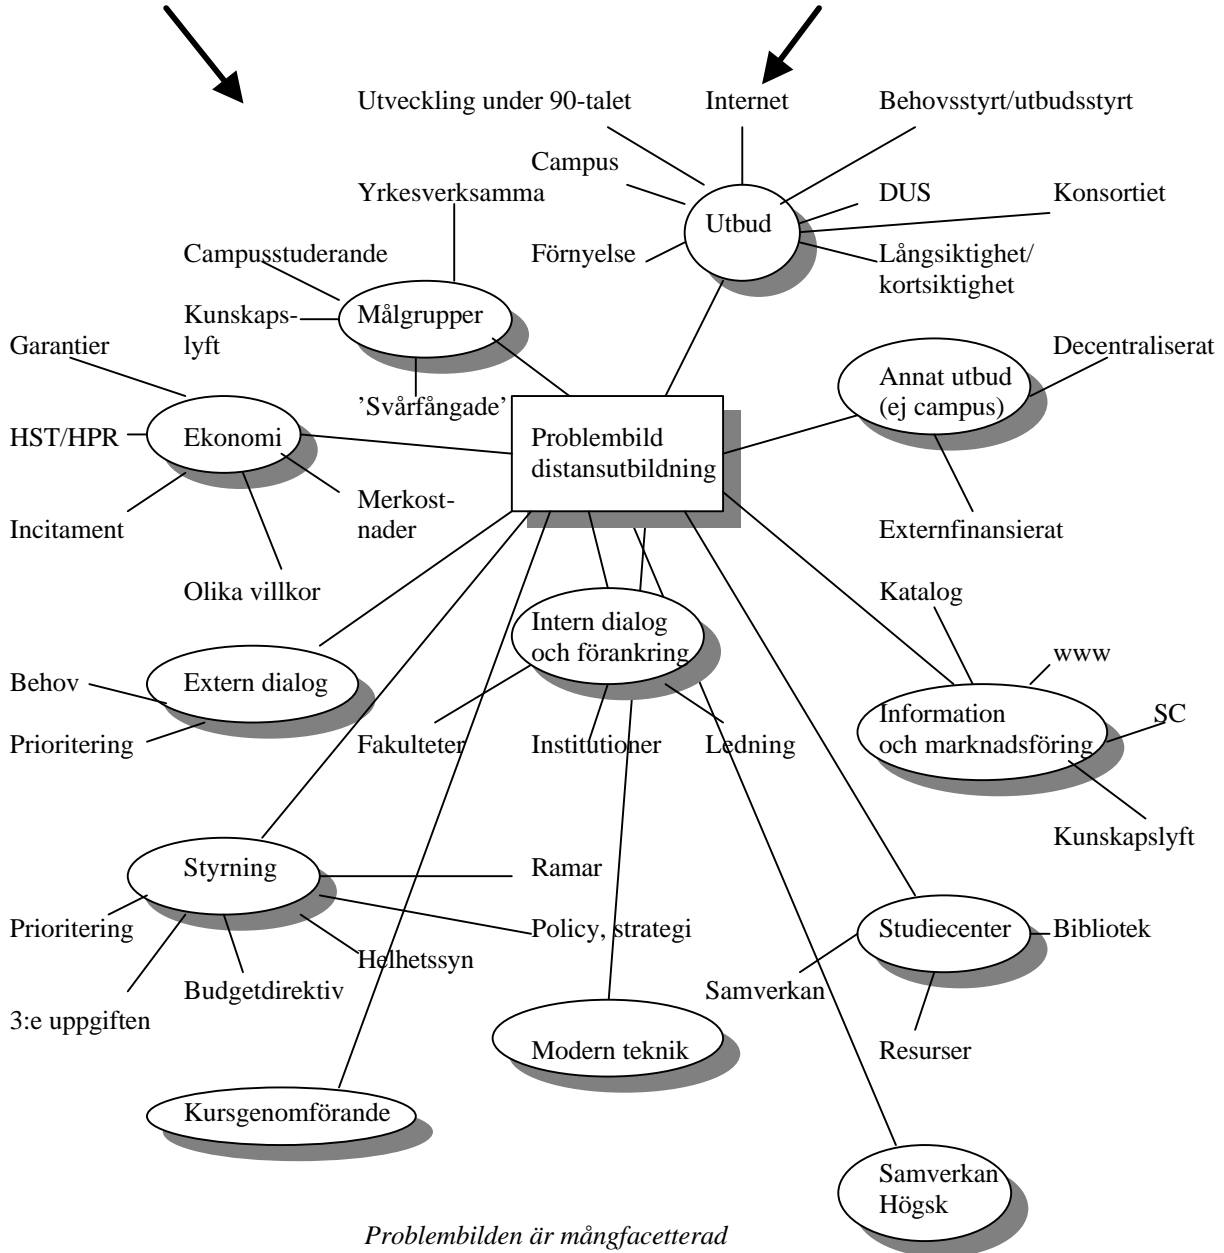 Utveckling under 90-talet
Internet
Behovsstyrt/utbudsstyrt
Campus
Yrkesverksamma
DUS
Konsortiet
Utbud
Campusstuderande
Förnyelse
Långsiktighet/
kortsiktighet
Kunskaps-
lyft
Målgrupper
Garantier
Decentraliserat
Annat utbud
(ej campus)
'Svårfångade'
HST/HPR
Ekonomi
Problembild
distansutbildning
Merkost-
nader
Incitament
Externfinansierat
Olika villkor
Katalog
Intern dialog
och förankring
www
Behov
Extern dialog
Information
och marknadsföring
SC
Prioritering
Fakulteter
Institutioner
Ledning
Kunskapslyft
Styrning
Ramar
Prioritering
Policy, strategi
Studiecenter
Bibliotek
Helhetssyn
Budgetdirektiv
Samverkan
3:e uppgiften
Modern teknik
Resurser
Kursgenomförande
Samverkan
Högsk
Problembilden är mångfacetterad